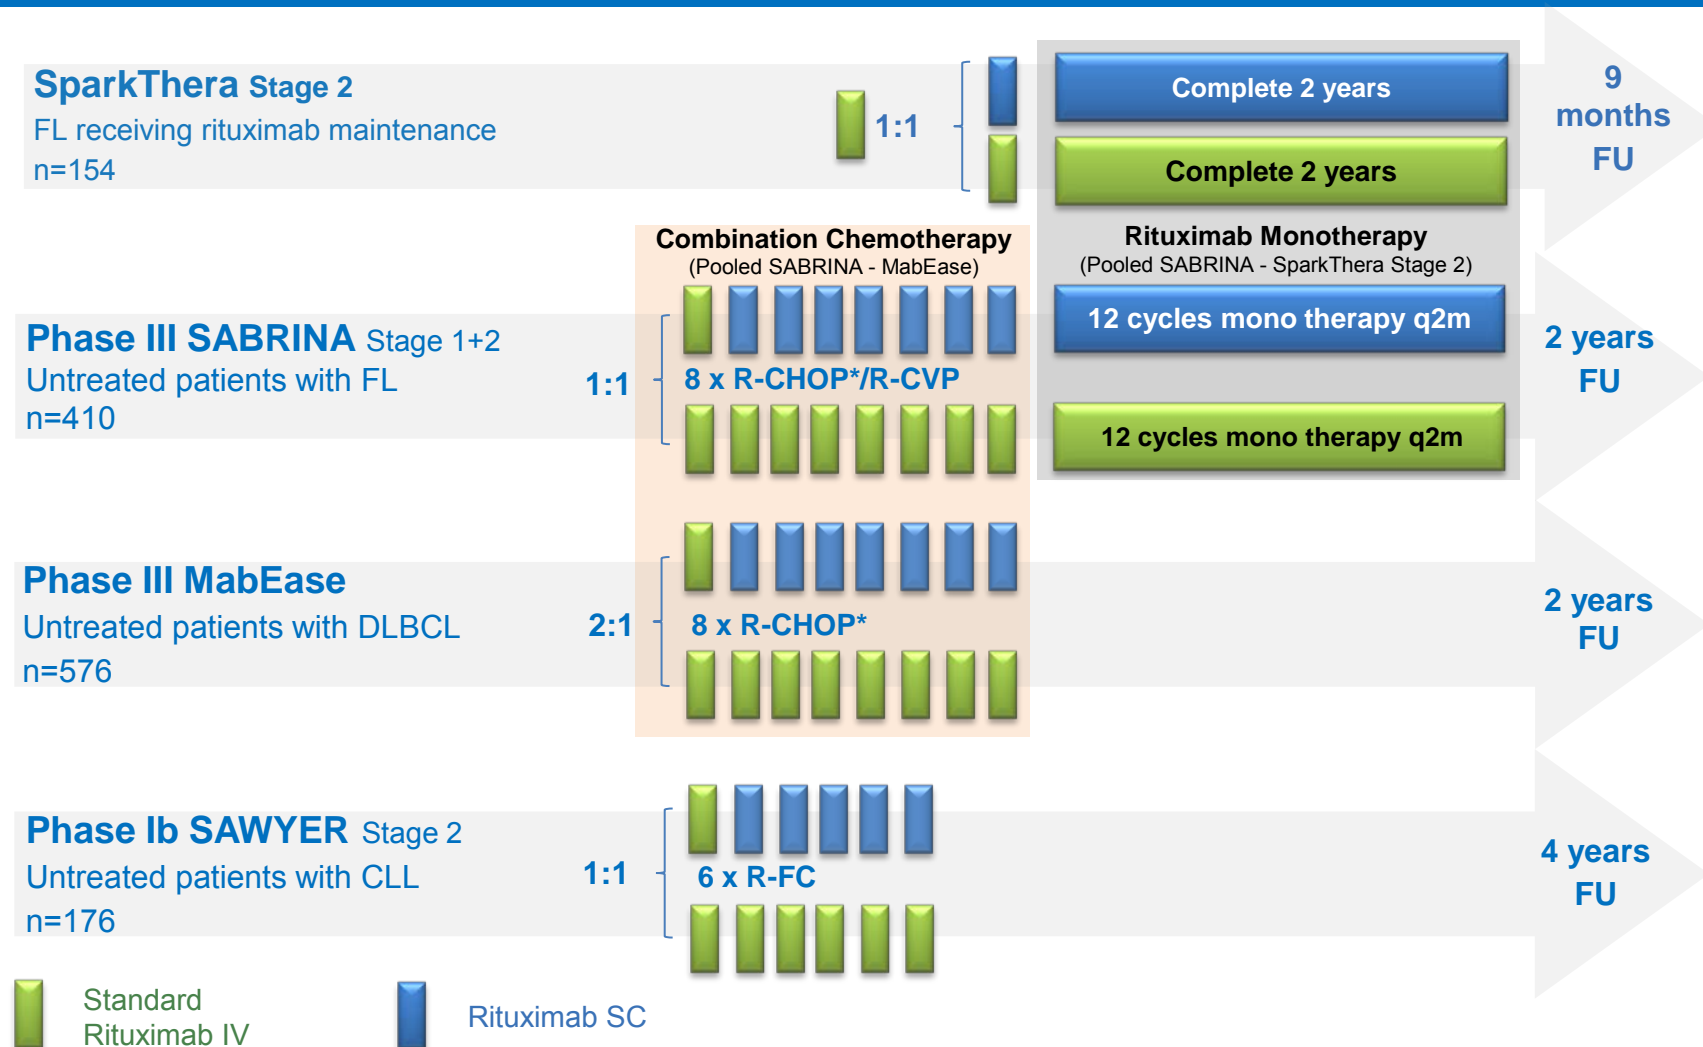 SparkThera Stage 2
FL receiving rituximab maintenance
n=154
1:1
Complete 2 years
Complete 2 years
9
months
FU
Combination Chemotherapy
(Pooled SABRINA - MabEase)
Rituximab Monotherapy
(Pooled SABRINA - SparkThera Stage 2)
Phase III SABRINA Stage 1+2
Untreated patients with FL
n=410
1:1
8 x R-CHOP*/R-CVP
12 cycles mono therapy q2m
12 cycles mono therapy q2m
2 years
FU
Phase III MabEase
Untreated patients with DLBCL
n=576
2:1
8 x R-CHOP*
2 years
FU
Phase Ib SAWYER Stage 2
Untreated patients with CLL
n=176
1:1
6 x R-FC
4 years
FU
Standard
Rituximab IV
Rituximab SC